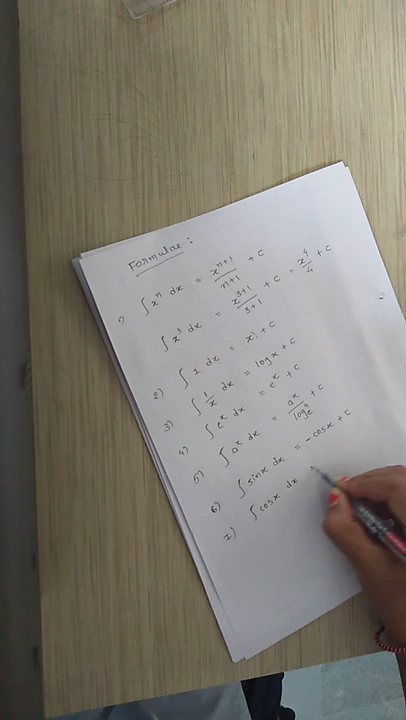 Formulae :
1) ∫ xⁿ dx = xⁿ⁺¹/n+1 + C
∫ x³ dx = x³⁺¹/3+1 + C = x⁴/4 + C
2) ∫ 1 dx = x + C
3) ∫ 1/x dx = log x + C
4) ∫ eˣ dx = eˣ + C
5) ∫ aˣ dx = aˣ/logₑᵃ + C
6) ∫ sinx dx = - cosx + C
7) ∫ cosx dx